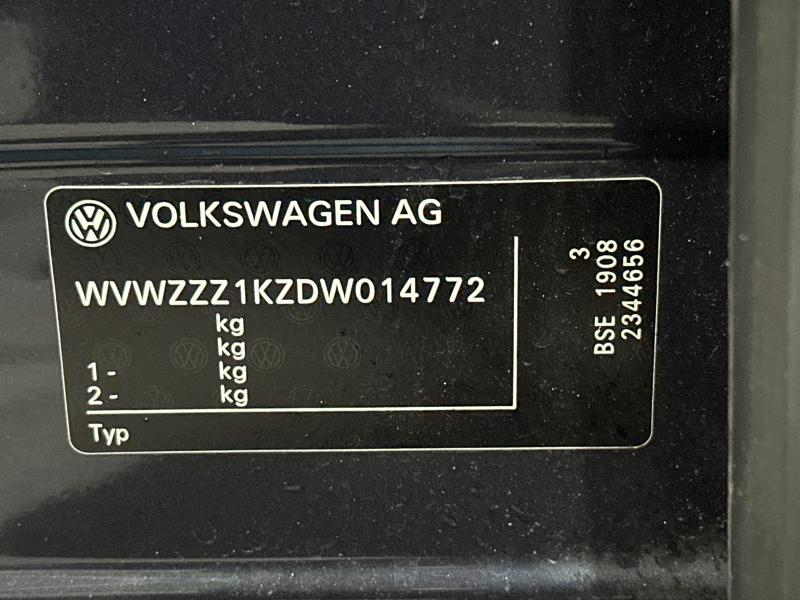 VOLKSWAGEN AG
WVWZZZ1KZDW014772
kg
kg
1- kg
2- kg
Typ
3
BSE 1908
2344656